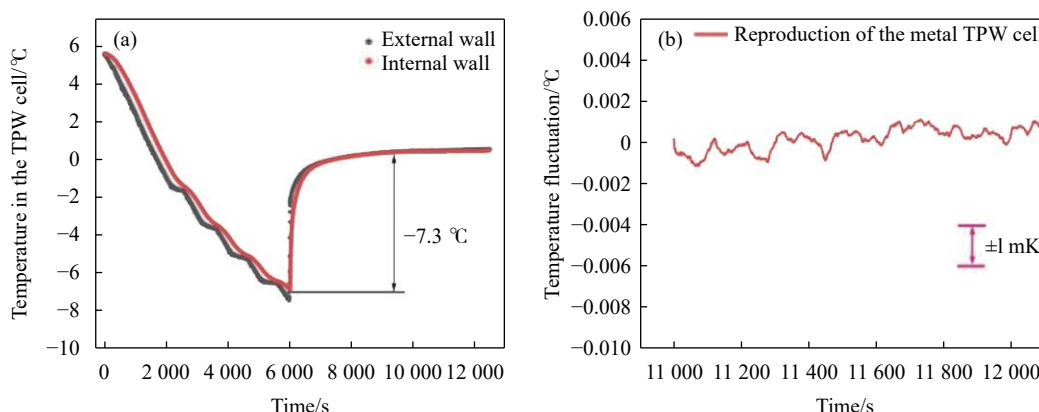 (a)
External wall
Internal wall
Temperature in the TPW cell/℃
6
4
2
0
−2
−4
−6
−8
−10
−7.3 ℃
0 2 000 4 000 6 000 8 000 10 000 12 000
Time/s
(b)
Reproduction of the metal TPW cell
Temperature fluctuation/℃
0.006
0.004
0.002
0
−0.002
−0.004
−0.006
−0.008
−0.010
±l mK
11 000 11 200 11 400 11 600 11 800 12 000
Time/s